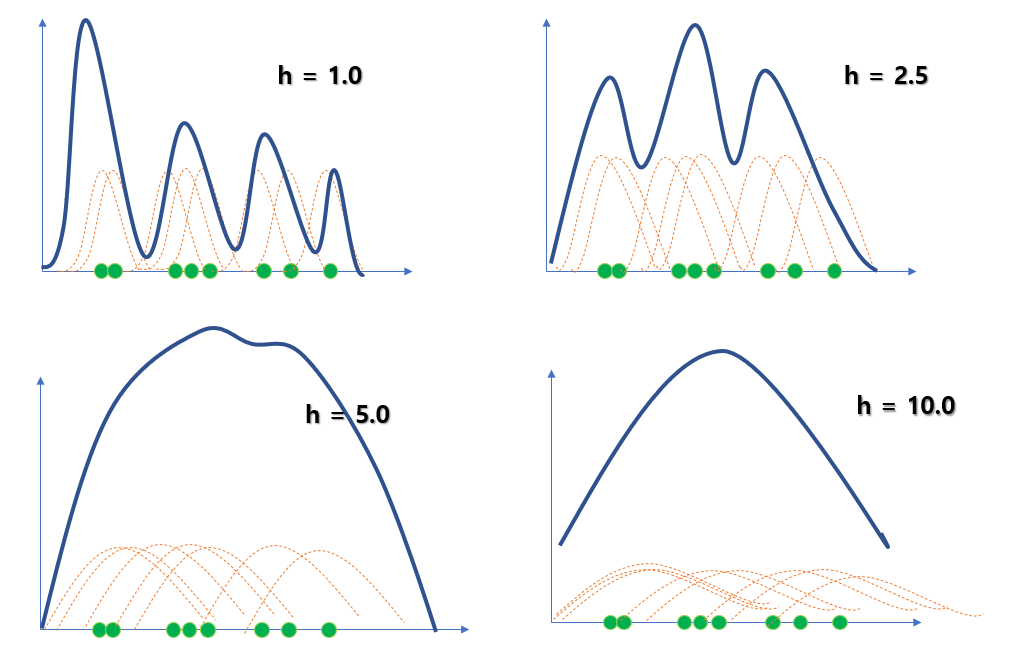 h = 1.0
h = 2.5
h = 5.0
h = 10.0